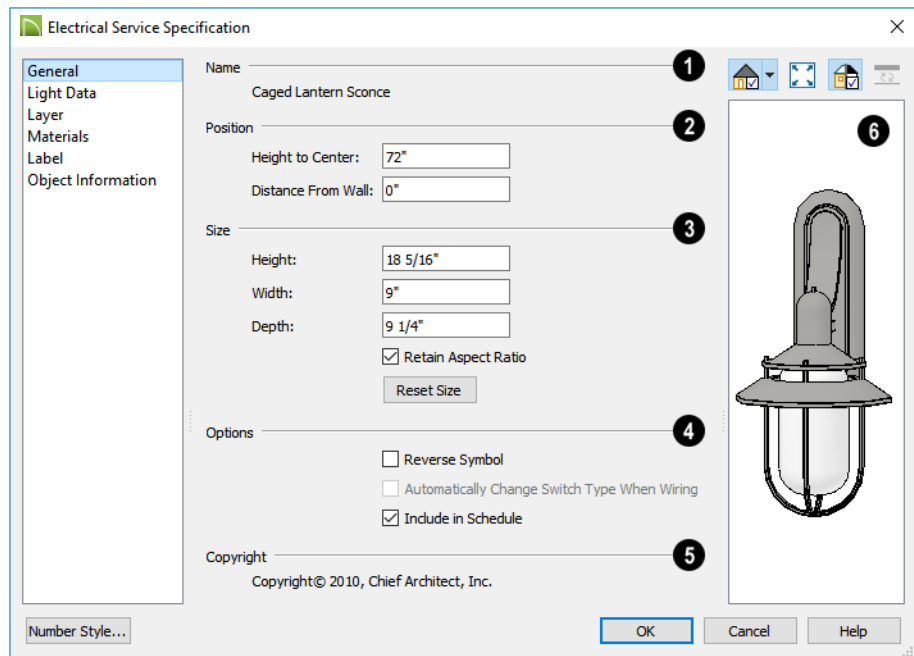 Electrical Service Specification
General
Light Data
Layer
Materials
Label
Object Information
Name 1
Caged Lantern Sconce
Position 2
Height to Center: 72"
Distance From Wall: 0"
Size 3
Height: 18 5/16"
Width: 9"
Depth: 9 1/4"
Retain Aspect Ratio
Reset Size
Options 4
Reverse Symbol
Automatically Change Switch Type When Wiring
Include in Schedule
Copyright 5
Copyright© 2010, Chief Architect, Inc.
6
Number Style...
OK Cancel Help